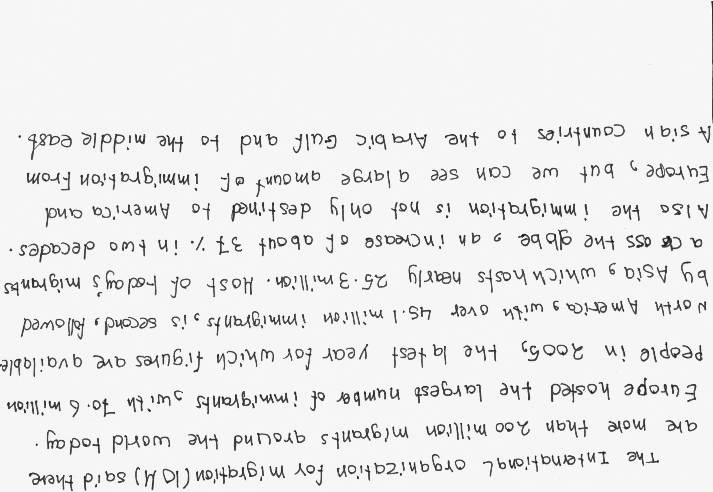 The International organization for migration (IOM) said there
are more than 200 million migrants around the world today.
Europe hosted the largest number of immigrants, with 70.6 million
People in 2005, the latest year for which figures are available
North America, with over 45.1 million immigrants, is second, followed
by Asia, which hosts nearly 25.3 million. Most of today's migrants
a cross the globe, an increase of about 37 %. in two decades.
Also the immigration is not only destined to America and
Europe, but we can see a large amount of immigration From
Asian countries to the Arabic Gulf and to the middle east.